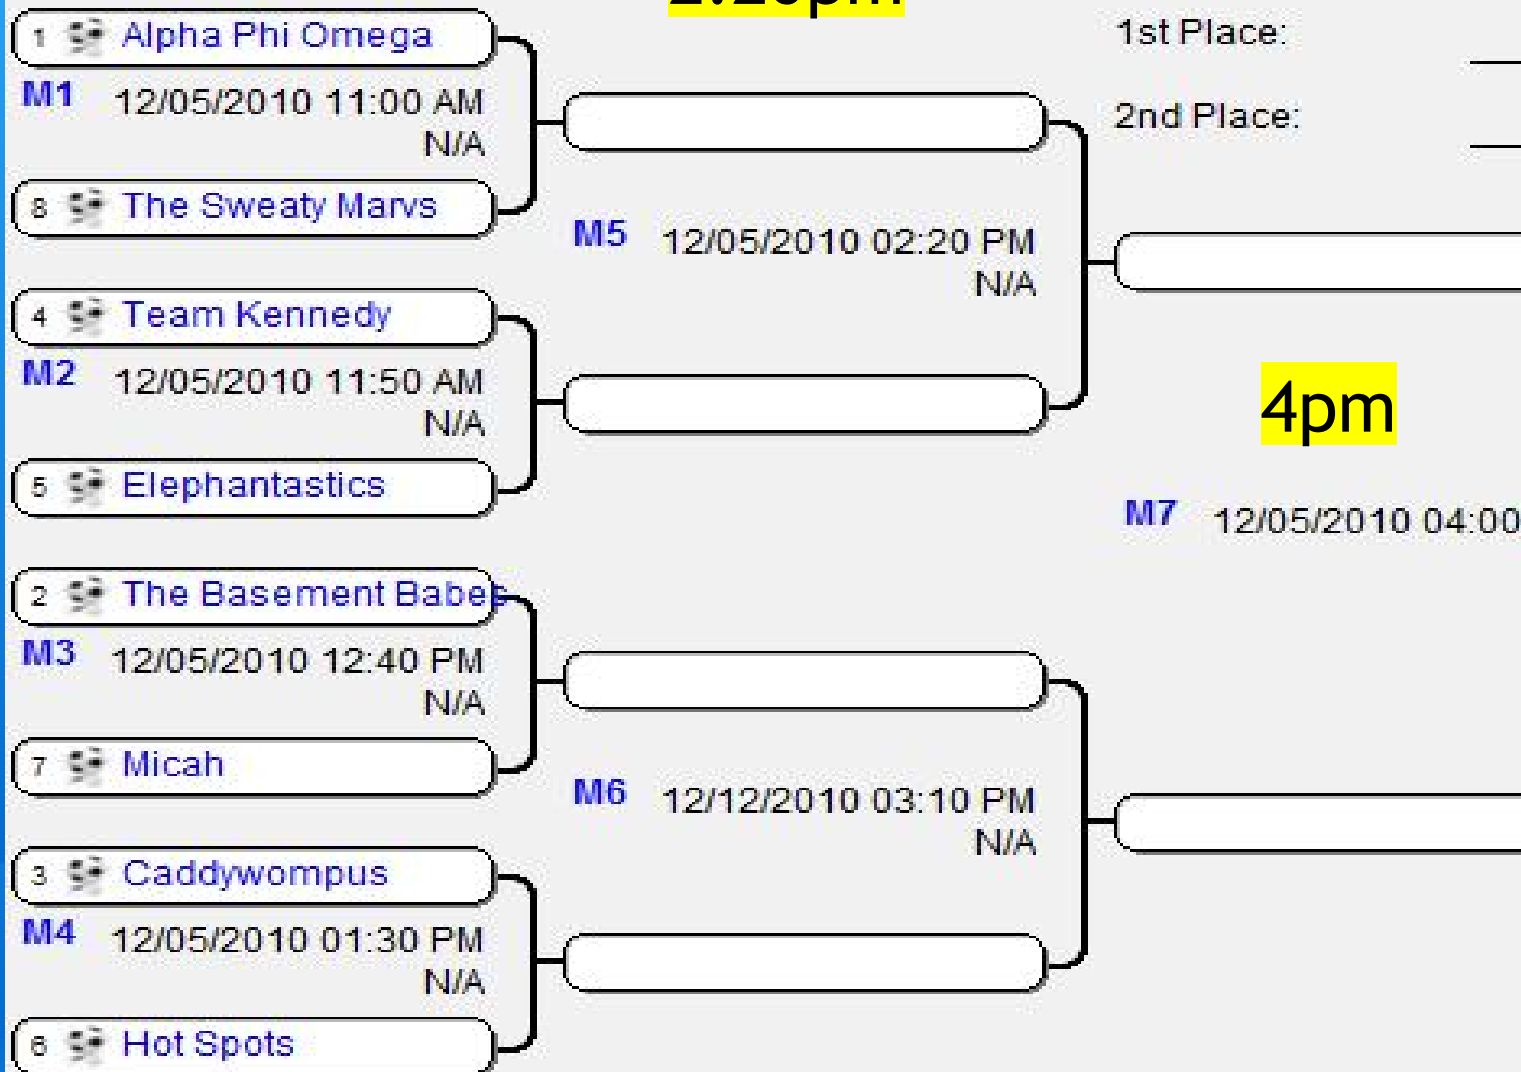 1 Alpha Phi Omega
M1 12/05/2010 11:00 AM
N/A
8 The Sweaty Marvs
4 Team Kennedy
M2 12/05/2010 11:50 AM
N/A
5 Elephantastics
2 The Basement Babes
M3 12/05/2010 12:40 PM
N/A
7 Micah
3 Caddywompus
M4 12/05/2010 01:30 PM
N/A
6 Hot Spots
M5 12/05/2010 02:20 PM
N/A
M6 12/12/2010 03:10 PM
N/A
1st Place:
2nd Place:
4pm
M7 12/05/2010 04:00